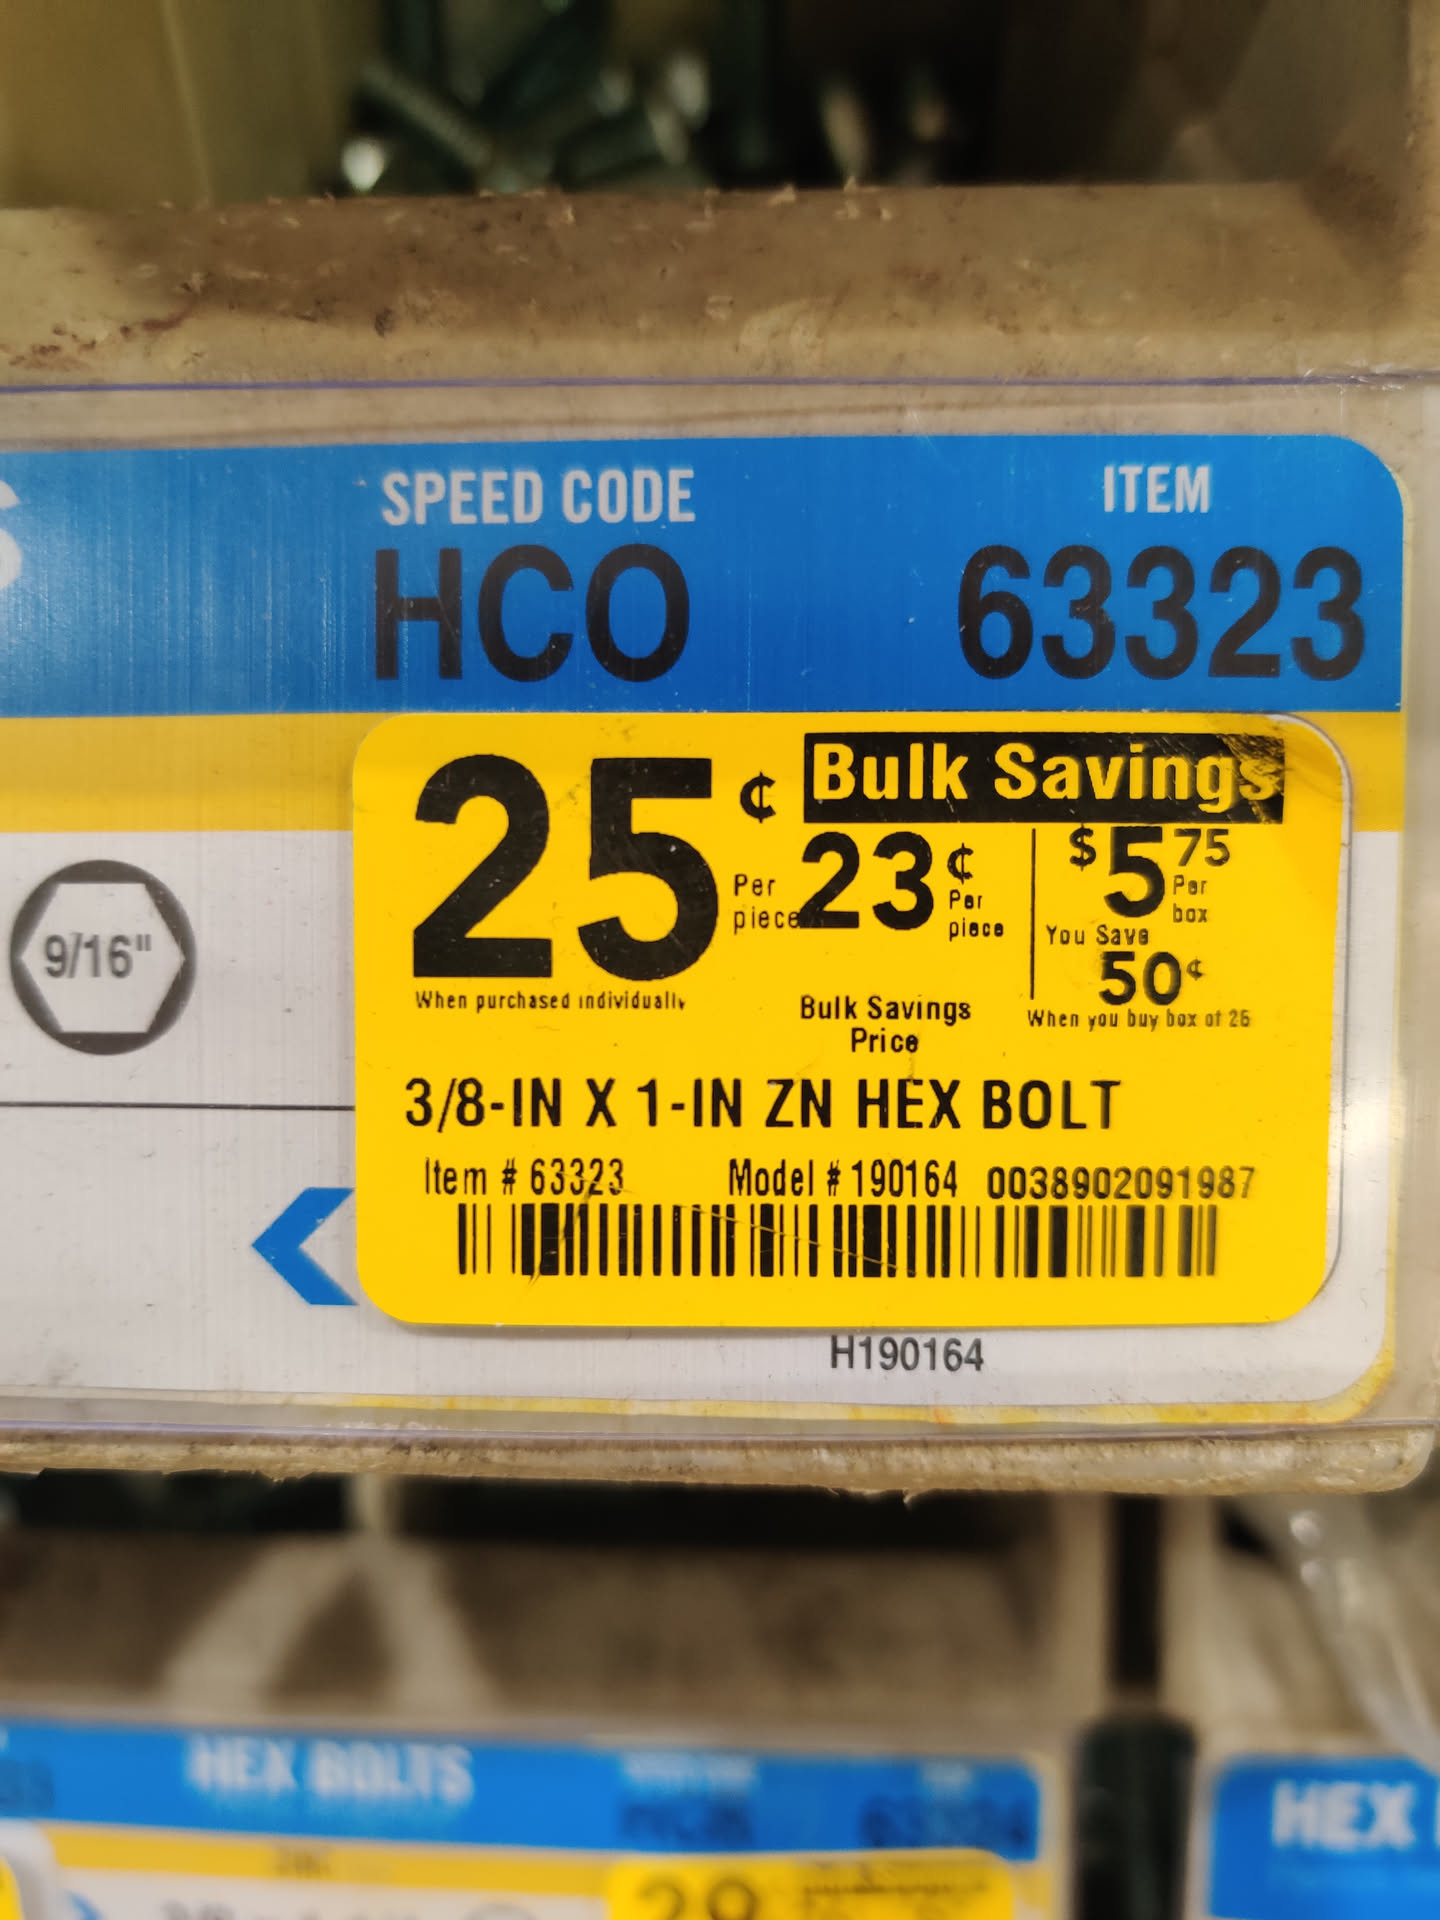 SPEED CODE ITEM
HCO 63323
25¢ Per piece
When purchased individually
Bulk Savings
23¢ Per piece
Bulk Savings
Price
$5 75 Per box
You Save
50¢
When you buy box of 25
9/16"
3/8-IN X 1-IN ZN HEX BOLT
Item # 63323 Model # 190164 0038902091987
H190164
HEX BOLTS
HEX